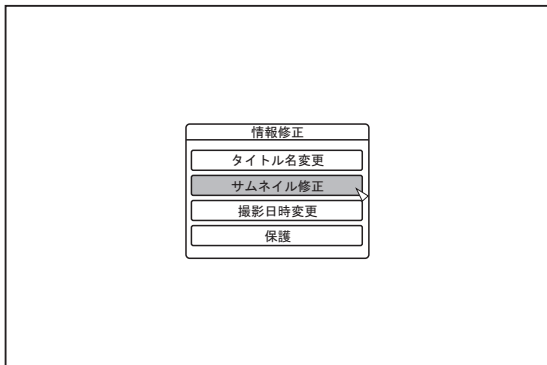 情報修正
タイトル名変更
サムネイル修正
撮影日時変更
保護